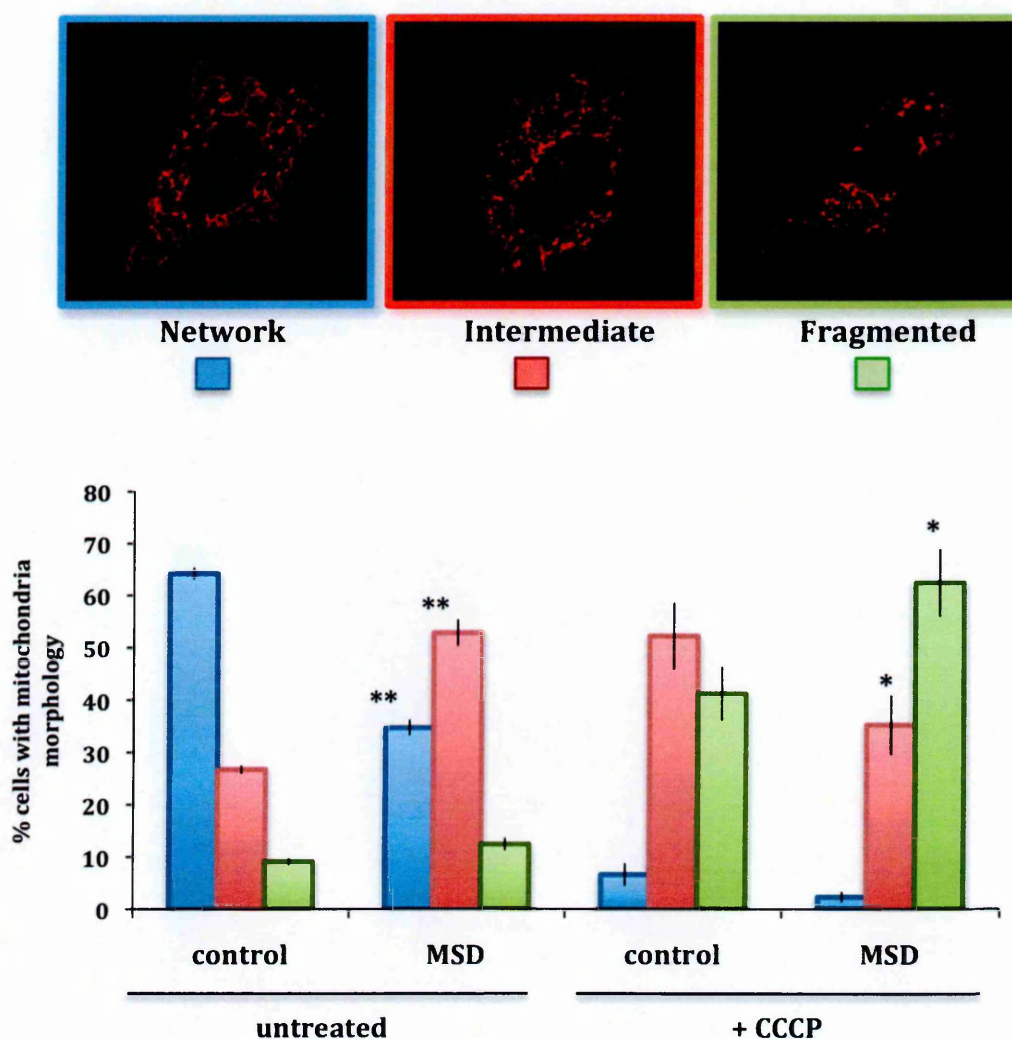 Network Intermediate Fragmented
% cells with mitochondria
morphology
80
70
60
50
40
30
20
10
0
**
**
*
*
control MSD control MSD
untreated + CCCP